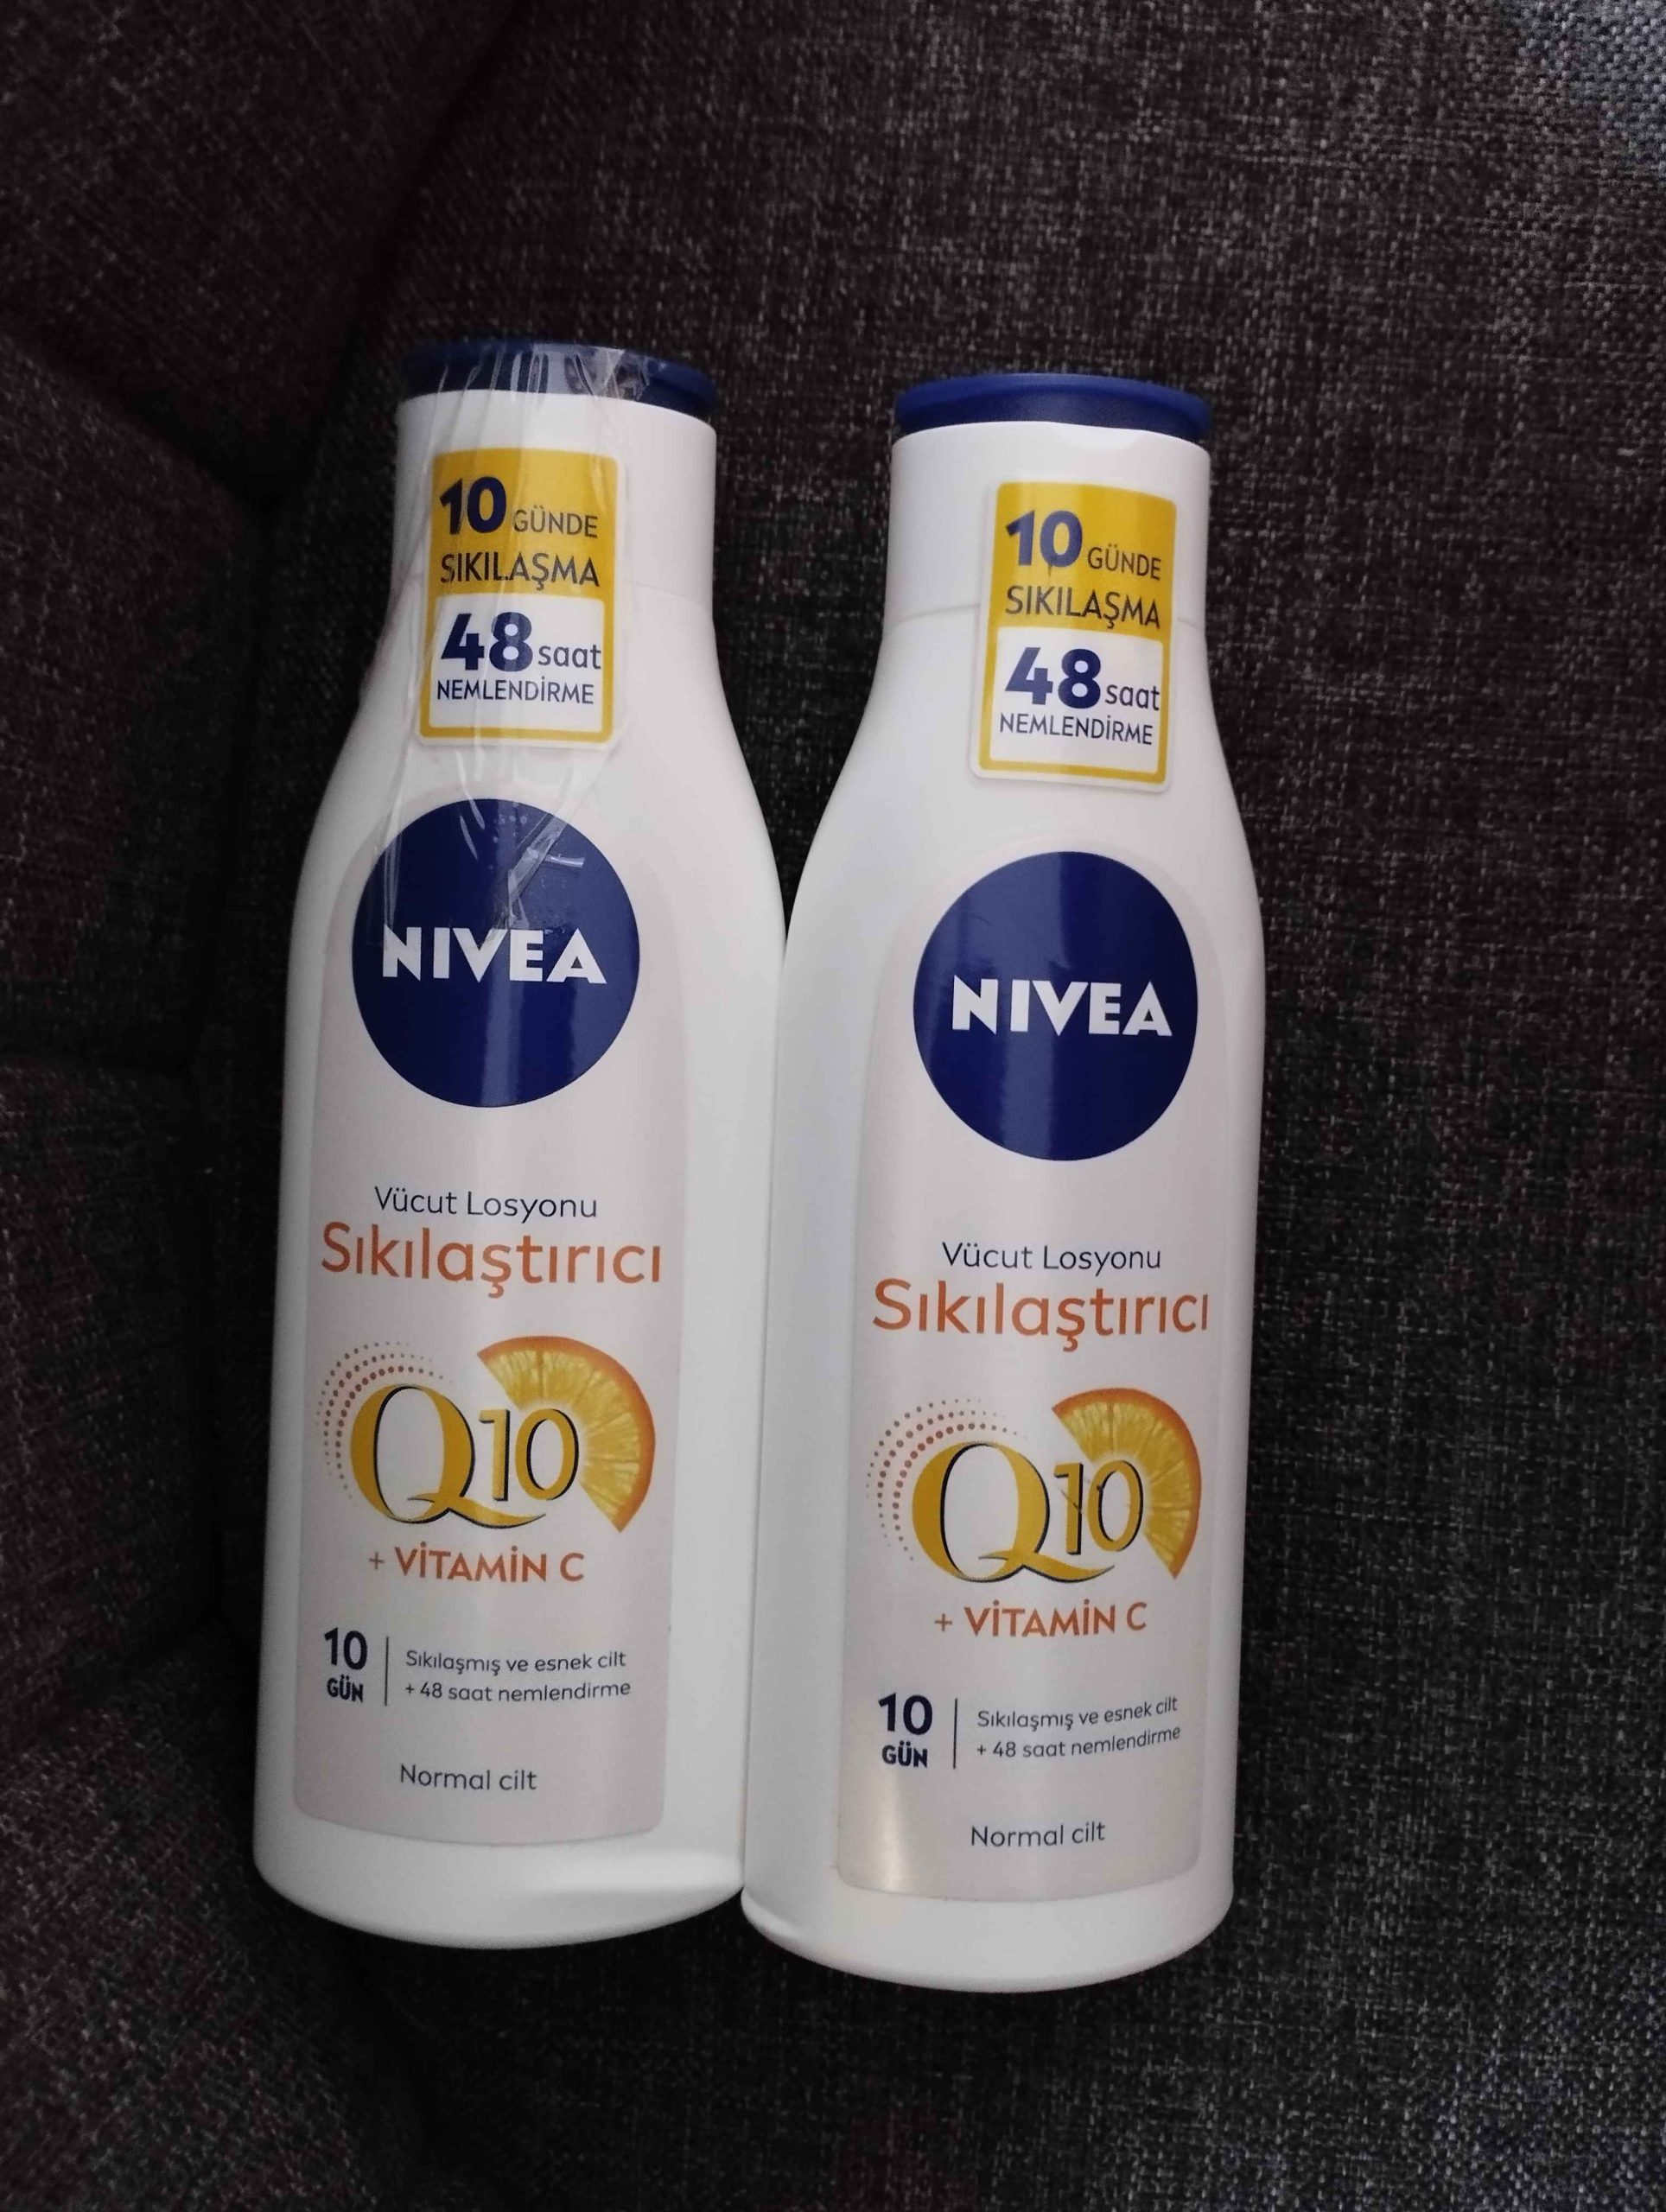 10 GÜNDE
SIKILAŞMA
48 saat
NEMLENDİRME
NIVEA
Vücut Losyonu
Sıkılaştırıcı
Q10
+ VİTAMİN C
10
GÜN
Sıkılaşmış ve esnek cilt
+ 48 saat nemlendirme
Normal cilt
10 GÜNDE
SIKILAŞMA
48 saat
NEMLENDİRME
NIVEA
Vücut Losyonu
Sıkılaştırıcı
Q10
+ VİTAMİN C
10
GÜN
Sıkılaşmış ve esnek cilt
+ 48 saat nemlendirme
Normal cilt